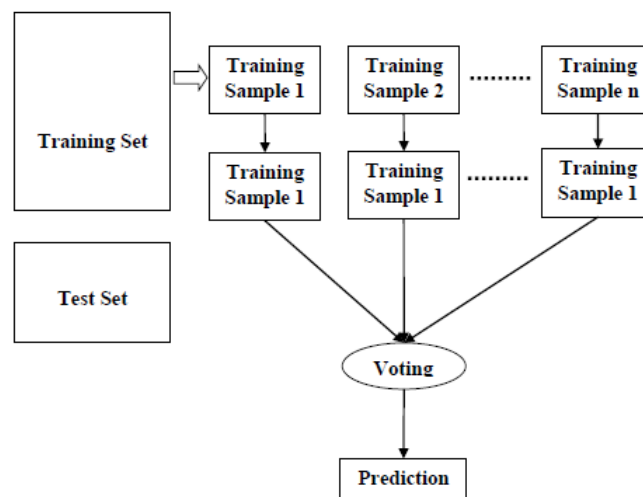 Training Set
Training
Sample 1
Training
Sample 2
.........
Training
Sample n
Training
Sample 1
Training
Sample 1
.........
Training
Sample 1
Test Set
Voting
Prediction